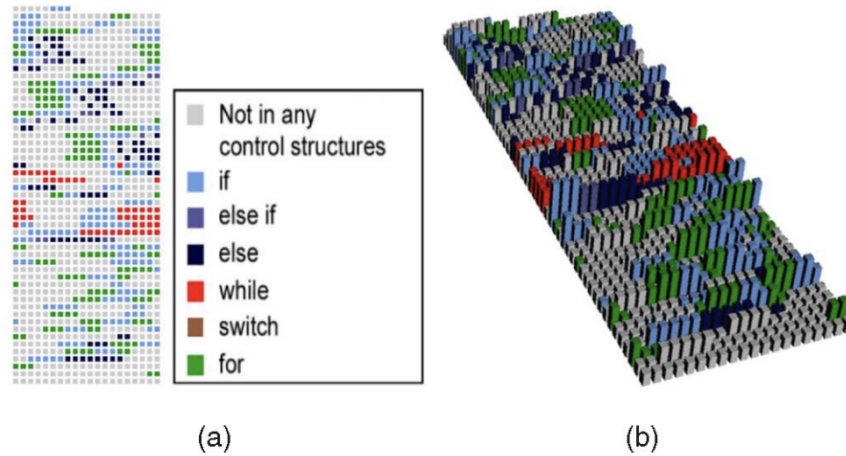 Not in any
control structures
if
else if
else
while
switch
for
(a)
(b)